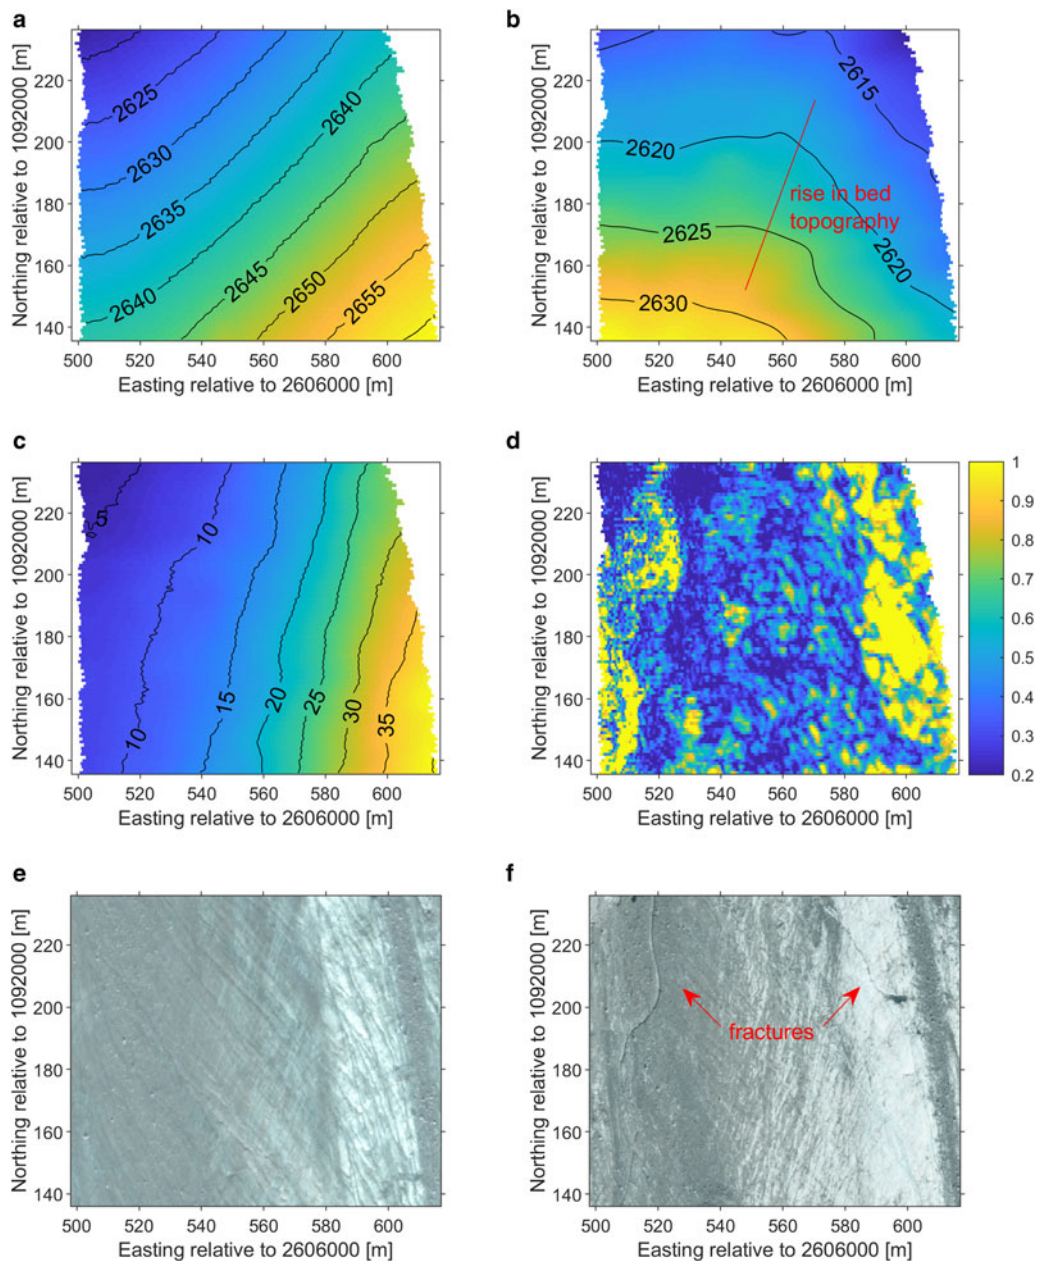 a
Northing relative to 1092000 [m]
220
200
180
160
140
2625
2630
2635
2640
2640
2645
2650
2655
500 520 540 560 580 600
Easting relative to 2606000 [m]
b
Northing relative to 1092000 [m]
220
200
180
160
140
2615
2620
rise in bed
topography
2625
2620
2630
500 520 540 560 580 600
Easting relative to 2606000 [m]
c
Northing relative to 1092000 [m]
220
200
180
160
140
5
10
10
15
20
25
30
35
500 520 540 560 580 600
Easting relative to 2606000 [m]
d
Northing relative to 1092000 [m]
220
200
180
160
140
500 520 540 560 580 600
Easting relative to 2606000 [m]
1
0.9
0.8
0.7
0.6
0.5
0.4
0.3
0.2
e
Northing relative to 1092000 [m]
220
200
180
160
140
500 520 540 560 580 600
Easting relative to 2606000 [m]
f
Northing relative to 1092000 [m]
220
200
180
160
140
fractures
500 520 540 560 580 600
Easting relative to 2606000 [m]